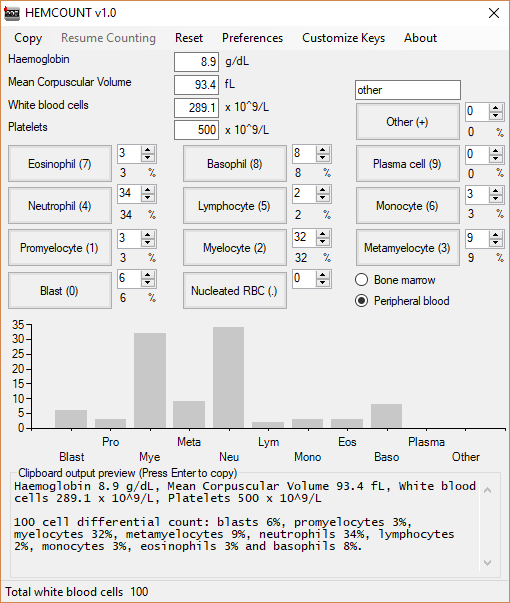 HEMCOUNT v1.0
Copy Resume Counting Reset Preferences Customize Keys About
Haemoglobin 8.9 g/dL
Mean Corpuscular Volume 93.4 fL
White blood cells 289.1 x 10^9/L
Platelets 500 x 10^9/L
other
Other (+) 0
0 %
Eosinophil (7) 3
3 %
Basophil (8) 8
8 %
Plasma cell (9) 0
0 %
Neutrophil (4) 34
34 %
Lymphocyte (5) 2
2 %
Monocyte (6) 3
3 %
Promyelocyte (1) 3
3 %
Myelocyte (2) 32
32 %
Metamyelocyte (3) 9
9 %
Blast (0) 6
6 %
Nucleated RBC (.) 0
Bone marrow
Peripheral blood
35
30
25
20
15
10
5
0
Pro Meta Lym Eos Plasma
Blast Mye Neu Mono Baso Other
Clipboard output preview (Press Enter to copy)
Haemoglobin 8.9 g/dL, Mean Corpuscular Volume 93.4 fL, White blood
cells 289.1 x 10^9/L, Platelets 500 x 10^9/L
100 cell differential count: blasts 6%, promyelocytes 3%,
myelocytes 32%, metamyelocytes 9%, neutrophils 34%, lymphocytes
2%, monocytes 3%, eosinophils 3% and basophils 8%.
Total white blood cells 100